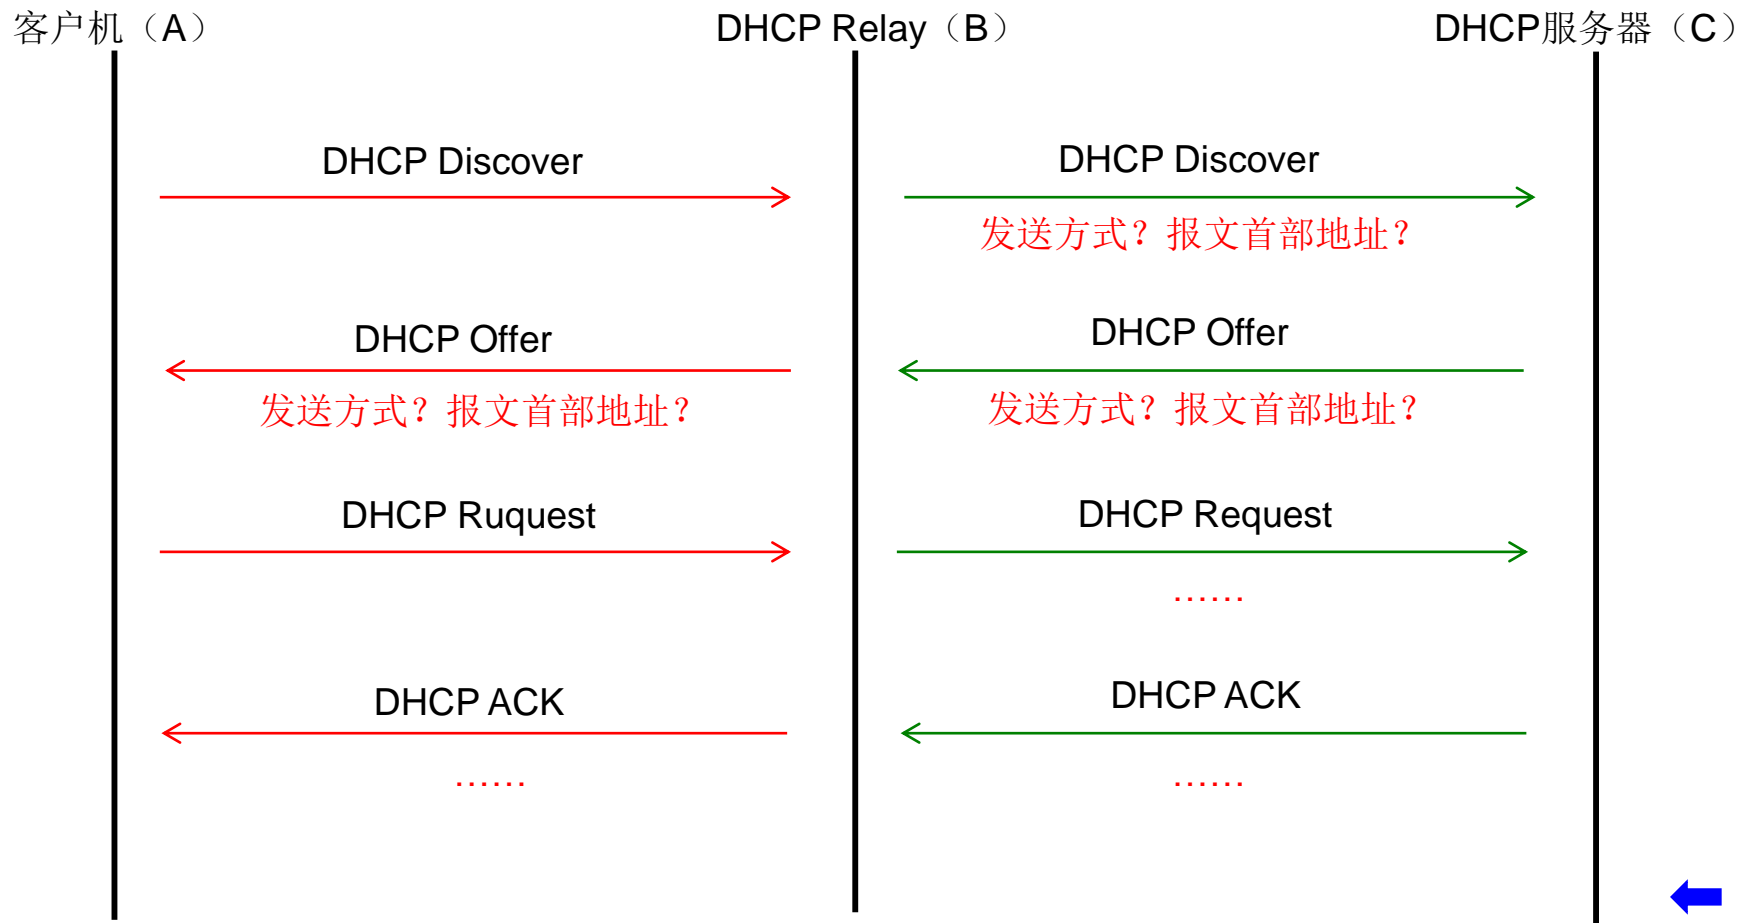 客户机（A）
DHCP Relay（B）
DHCP服务器（C）
DHCP Discover
DHCP Discover
发送方式？报文首部地址？
DHCP Offer
DHCP Offer
发送方式？报文首部地址？
发送方式？报文首部地址？
DHCP Ruquest
DHCP Request
……
DHCP ACK
DHCP ACK
……
……